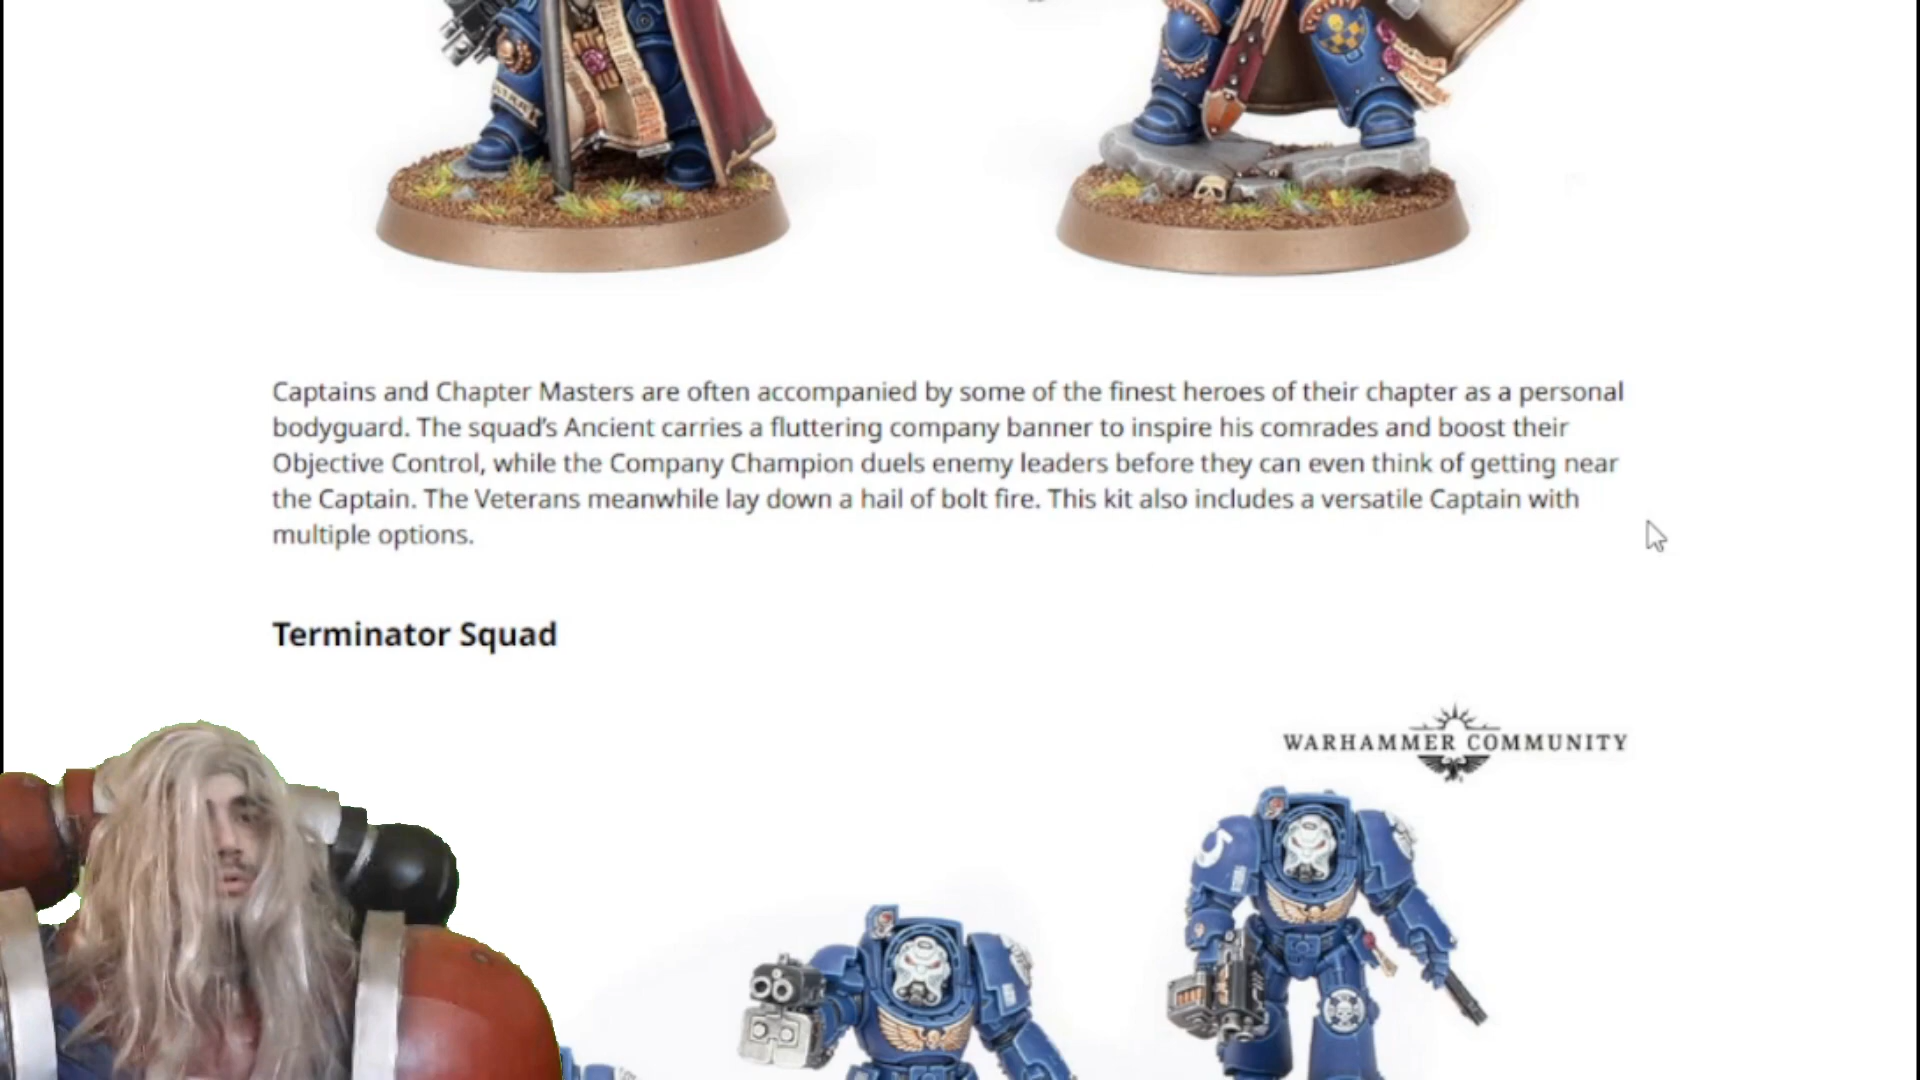 Captains and Chapter Masters are often accompanied by some of the finest heroes of their chapter as a personal
bodyguard. The squad's Ancient carries a fluttering company banner to inspire his comrades and boost their
Objective Control, while the Company Champion duels enemy leaders before they can even think of getting near
the Captain. The Veterans meanwhile lay down a hail of bolt fire. This kit also includes a versatile Captain with
multiple options.
Terminator Squad
WARHAMMER COMMUNITY